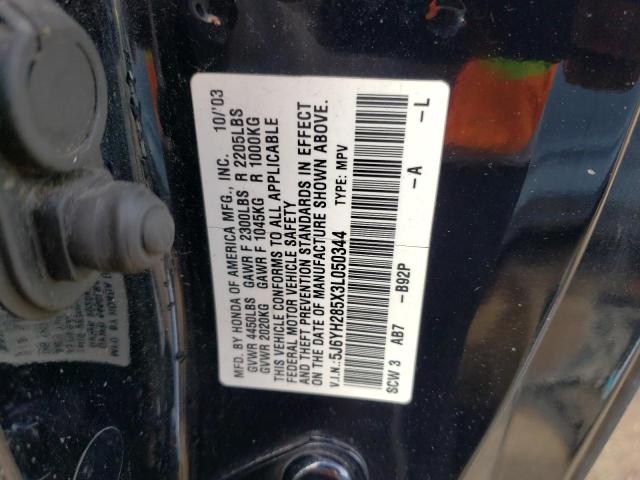 MFD. BY HONDA OF AMERICA MFG., INC. 10/'03
GVWR 4450LBS GAWR F 2300LBS R 2205LBS
GVWR 2020KG GAWR F 1045KG R 1000KG
THIS VEHICLE CONFORMS TO ALL APPLICABLE
FEDERAL MOTOR VEHICLE SAFETY
AND THEFT PREVENTION STANDARDS IN EFFECT
ON THE DATE OF MANUFACTURE SHOWN ABOVE.
V.I.N.:5J6YH285X3L050344 TYPE: MPV
SCW 3 AB7 -B92P -A -L